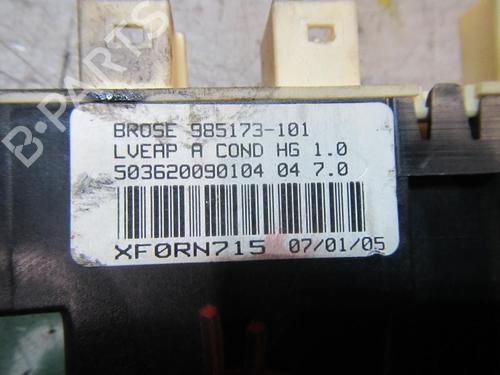 B-PARTS
BROSE 985173-101
LVEAP A COND HG 1.0
503620090104 04 7.0
XF0RN715 07/01/05